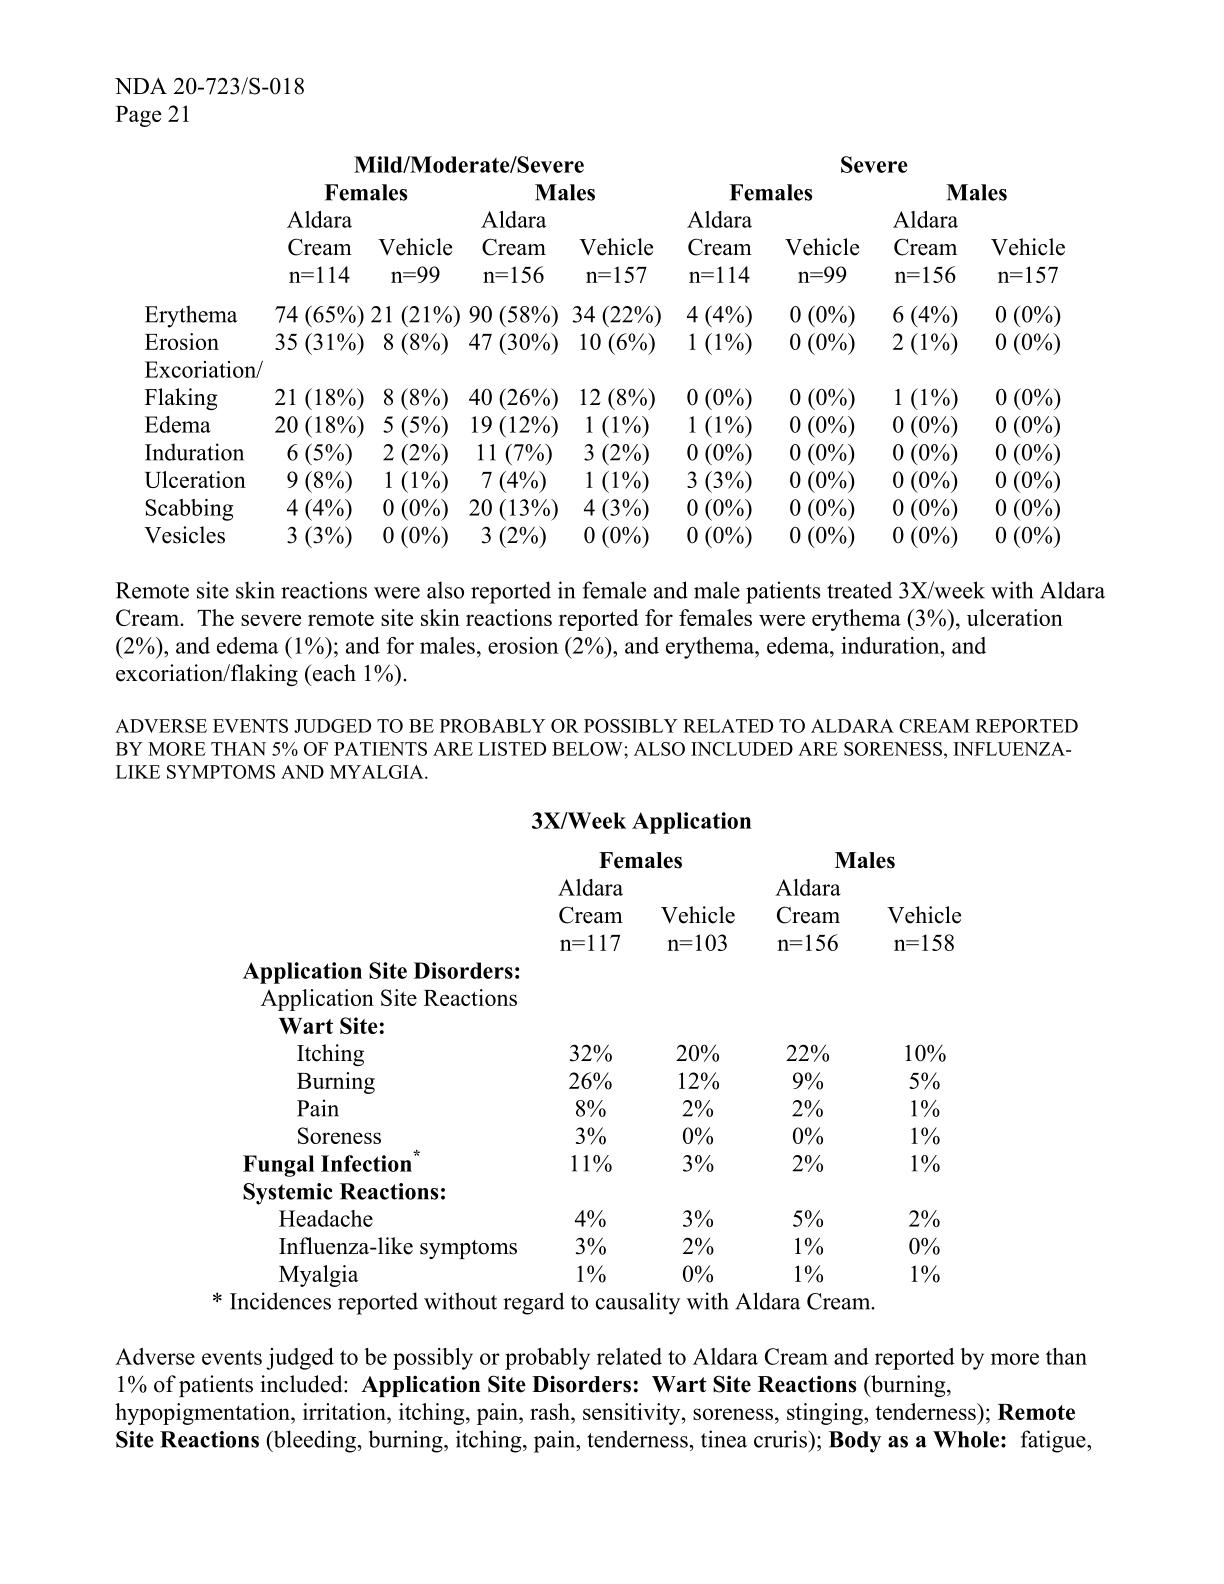 NDA 20-723/S-018
Page 21
Mild/Moderate/Severe Severe
Females Males Females Males
Aldara Aldara Aldara Aldara
Cream Vehicle Cream Vehicle Cream Vehicle Cream Vehicle
n=114 n=99 n=156 n=157 n=114 n=99 n=156 n=157
Erythema 74 (65%) 21 (21%) 90 (58%) 34 (22%) 4 (4%) 0 (0%) 6 (4%) 0 (0%)
Erosion 35 (31%) 8 (8%) 47 (30%) 10 (6%) 1 (1%) 0 (0%) 2 (1%) 0 (0%)
Excoriation/
Flaking 21 (18%) 8 (8%) 40 (26%) 12 (8%) 0 (0%) 0 (0%) 1 (1%) 0 (0%)
Edema 20 (18%) 5 (5%) 19 (12%) 1 (1%) 1 (1%) 0 (0%) 0 (0%) 0 (0%)
Induration 6 (5%) 2 (2%) 11 (7%) 3 (2%) 0 (0%) 0 (0%) 0 (0%) 0 (0%)
Ulceration 9 (8%) 1 (1%) 7 (4%) 1 (1%) 3 (3%) 0 (0%) 0 (0%) 0 (0%)
Scabbing 4 (4%) 0 (0%) 20 (13%) 4 (3%) 0 (0%) 0 (0%) 0 (0%) 0 (0%)
Vesicles 3 (3%) 0 (0%) 3 (2%) 0 (0%) 0 (0%) 0 (0%) 0 (0%) 0 (0%)
Remote site skin reactions were also reported in female and male patients treated 3X/week with Aldara
Cream. The severe remote site skin reactions reported for females were erythema (3%), ulceration
(2%), and edema (1%); and for males, erosion (2%), and erythema, edema, induration, and
excoriation/flaking (each 1%).
ADVERSE EVENTS JUDGED TO BE PROBABLY OR POSSIBLY RELATED TO ALDARA CREAM REPORTED
BY MORE THAN 5% OF PATIENTS ARE LISTED BELOW; ALSO INCLUDED ARE SORENESS, INFLUENZA-
LIKE SYMPTOMS AND MYALGIA.
3X/Week Application
Females Males
Aldara Aldara
Cream Vehicle Cream Vehicle
n=117 n=103 n=156 n=158
Application Site Disorders:
Application Site Reactions
Wart Site:
Itching 32% 20% 22% 10%
Burning 26% 12% 9% 5%
Pain 8% 2% 2% 1%
Soreness 3% 0% 0% 1%
Fungal Infection* 11% 3% 2% 1%
Systemic Reactions:
Headache 4% 3% 5% 2%
Influenza-like symptoms 3% 2% 1% 0%
Myalgia 1% 0% 1% 1%
* Incidences reported without regard to causality with Aldara Cream.
Adverse events judged to be possibly or probably related to Aldara Cream and reported by more than
1% of patients included: Application Site Disorders: Wart Site Reactions (burning,
hypopigmentation, irritation, itching, pain, rash, sensitivity, soreness, stinging, tenderness); Remote
Site Reactions (bleeding, burning, itching, pain, tenderness, tinea cruris); Body as a Whole: fatigue,